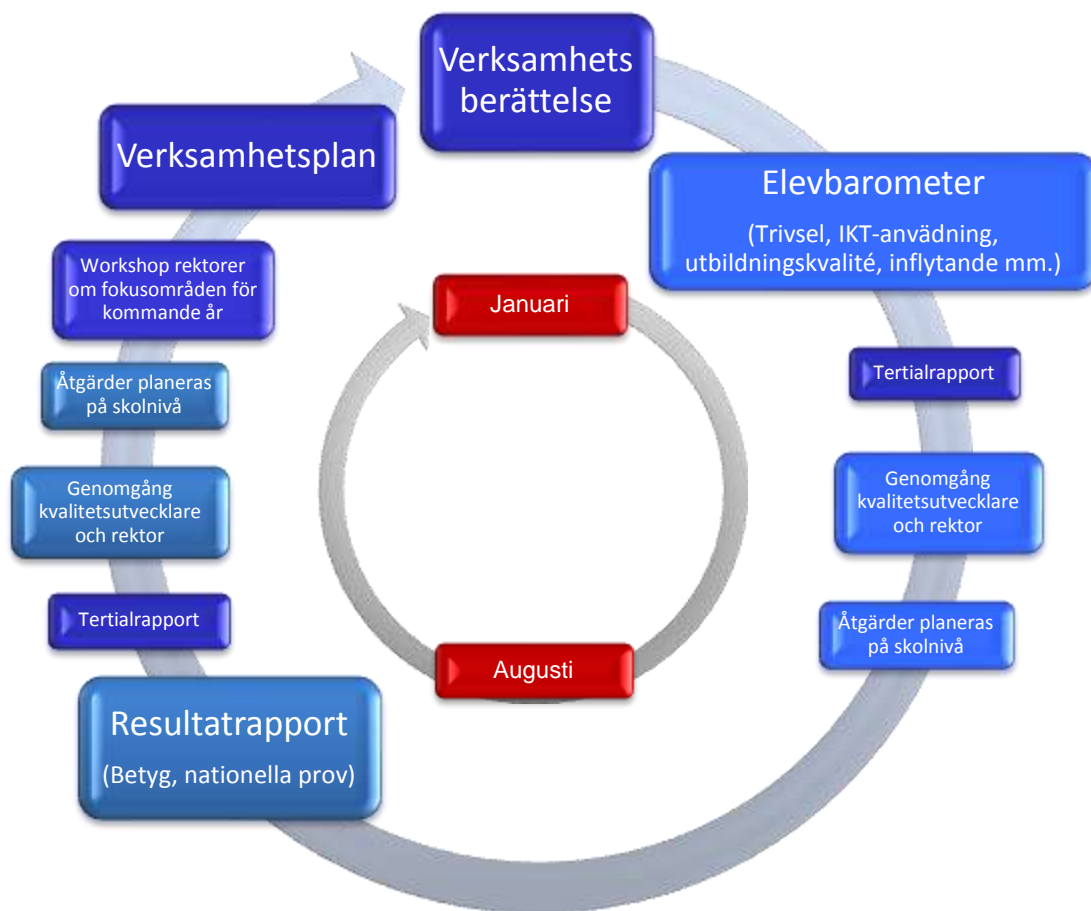 Verksamhets
berättelse
Elevbarometer
(Trivsel, IKT-anvädning,
utbildningskvalité, inflytande mm.)
Tertialrapport
Genomgång
kvalitetsutvecklare
och rektor
Åtgärder planeras
på skolnivå
Resultatrapport
(Betyg, nationella prov)
Tertialrapport
Genomgång
kvalitetsutvecklare
och rektor
Åtgärder planeras
på skolnivå
Workshop rektorer
om fokusområden för
kommande år
Verksamhetsplan
Januari
Augusti